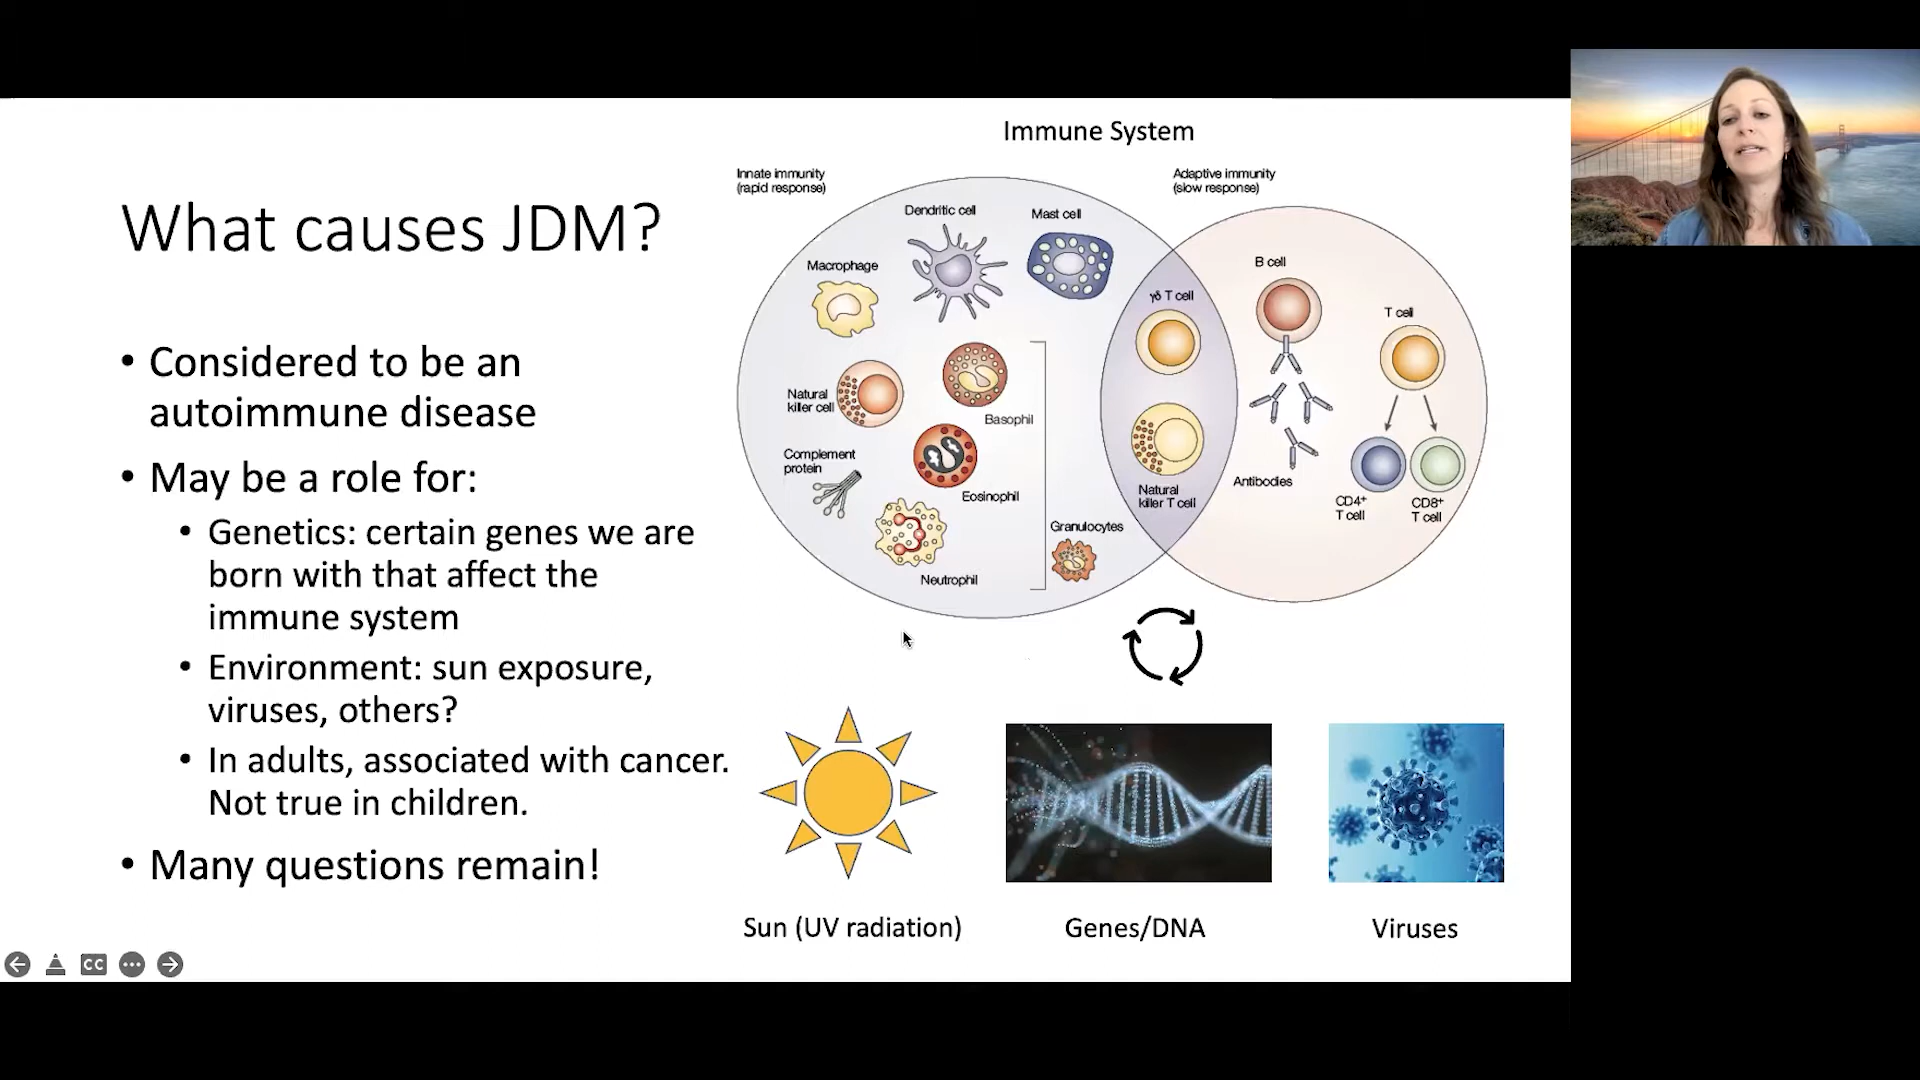 What causes JDM?
• Considered to be an
autoimmune disease
• May be a role for:
• Genetics: certain genes we are
born with that affect the
immune system
• Environment: sun exposure,
viruses, others?
• In adults, associated with cancer.
Not true in children.
• Many questions remain!
Immune System
Innate immunity
(rapid response)
Adaptive immunity
(slow response)
Dendritic cell
Mast cell
Macrophage
Natural
killer cell
Basophil
Complement
protein
Eosinophil
Neutrophil
Granulocytes
γδ T cell
Natural
killer T cell
B cell
Antibodies
T cell
CD4⁺
T cell
CD8⁺
T cell
Sun (UV radiation)
Genes/DNA
Viruses
CC